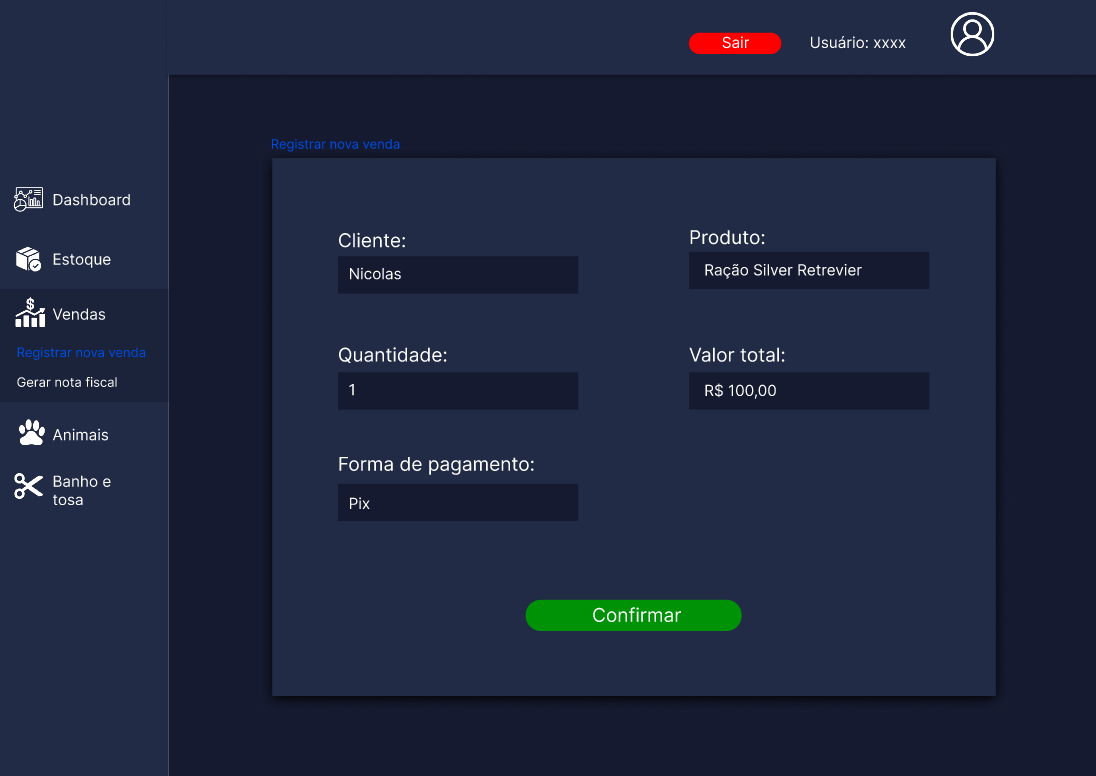 Sair
Usuário: xxxx
Dashboard
Estoque
Vendas
Registrar nova venda
Gerar nota fiscal
Animais
Banho e
tosa
Registrar nova venda
Cliente:
Nicolas
Produto:
Ração Silver Retrevier
Quantidade:
1
Valor total:
R$ 100,00
Forma de pagamento:
Pix
Confirmar